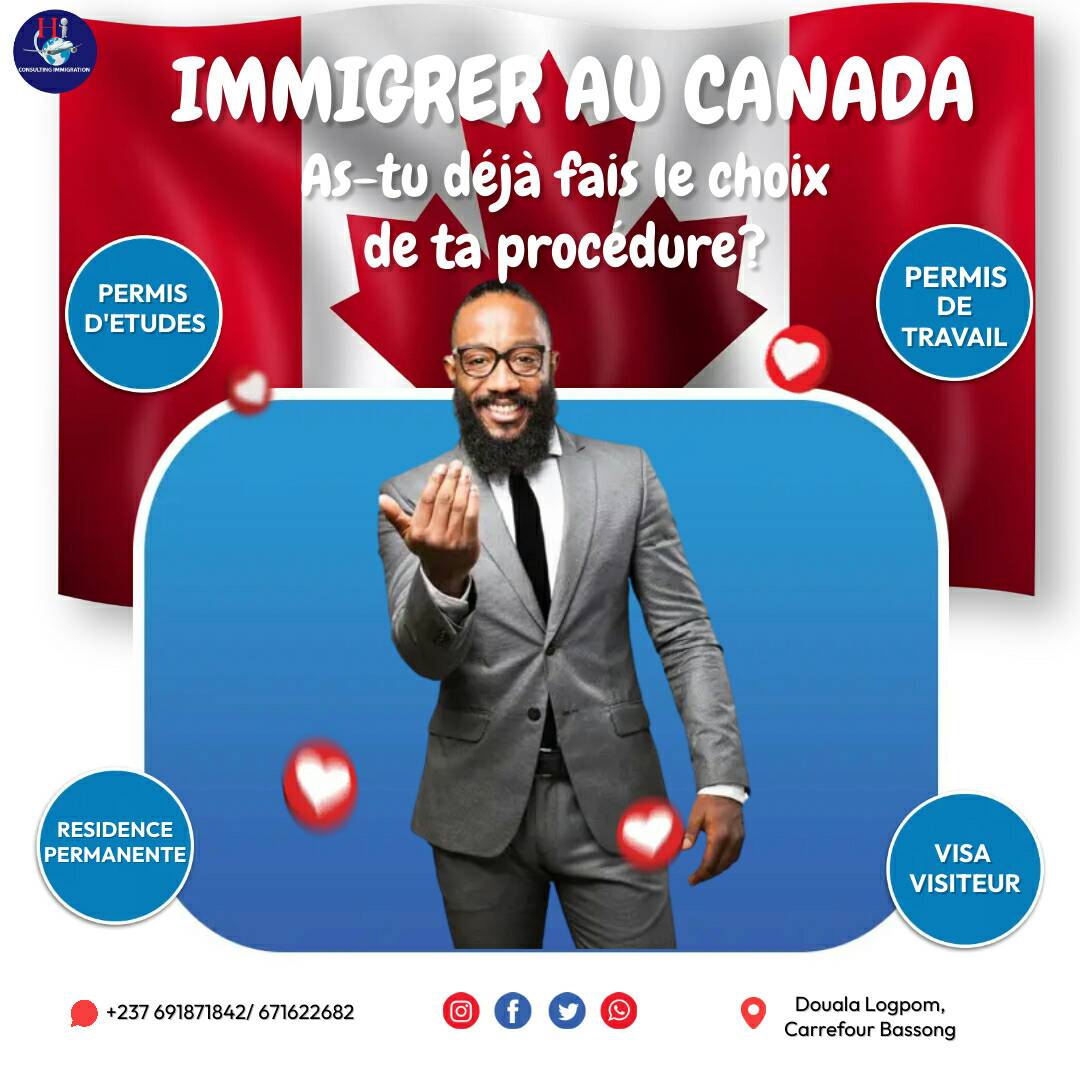 Hi
CONSULTING IMMIGRATION
IMMIGRER AU CANADA
As-tu déjà fais le choix
de ta procédure?
PERMIS
D'ETUDES
PERMIS
DE
TRAVAIL
RESIDENCE
PERMANENTE
VISA
VISITEUR
+237 691871842/ 671622682
Douala Logpom,
Carrefour Bassong